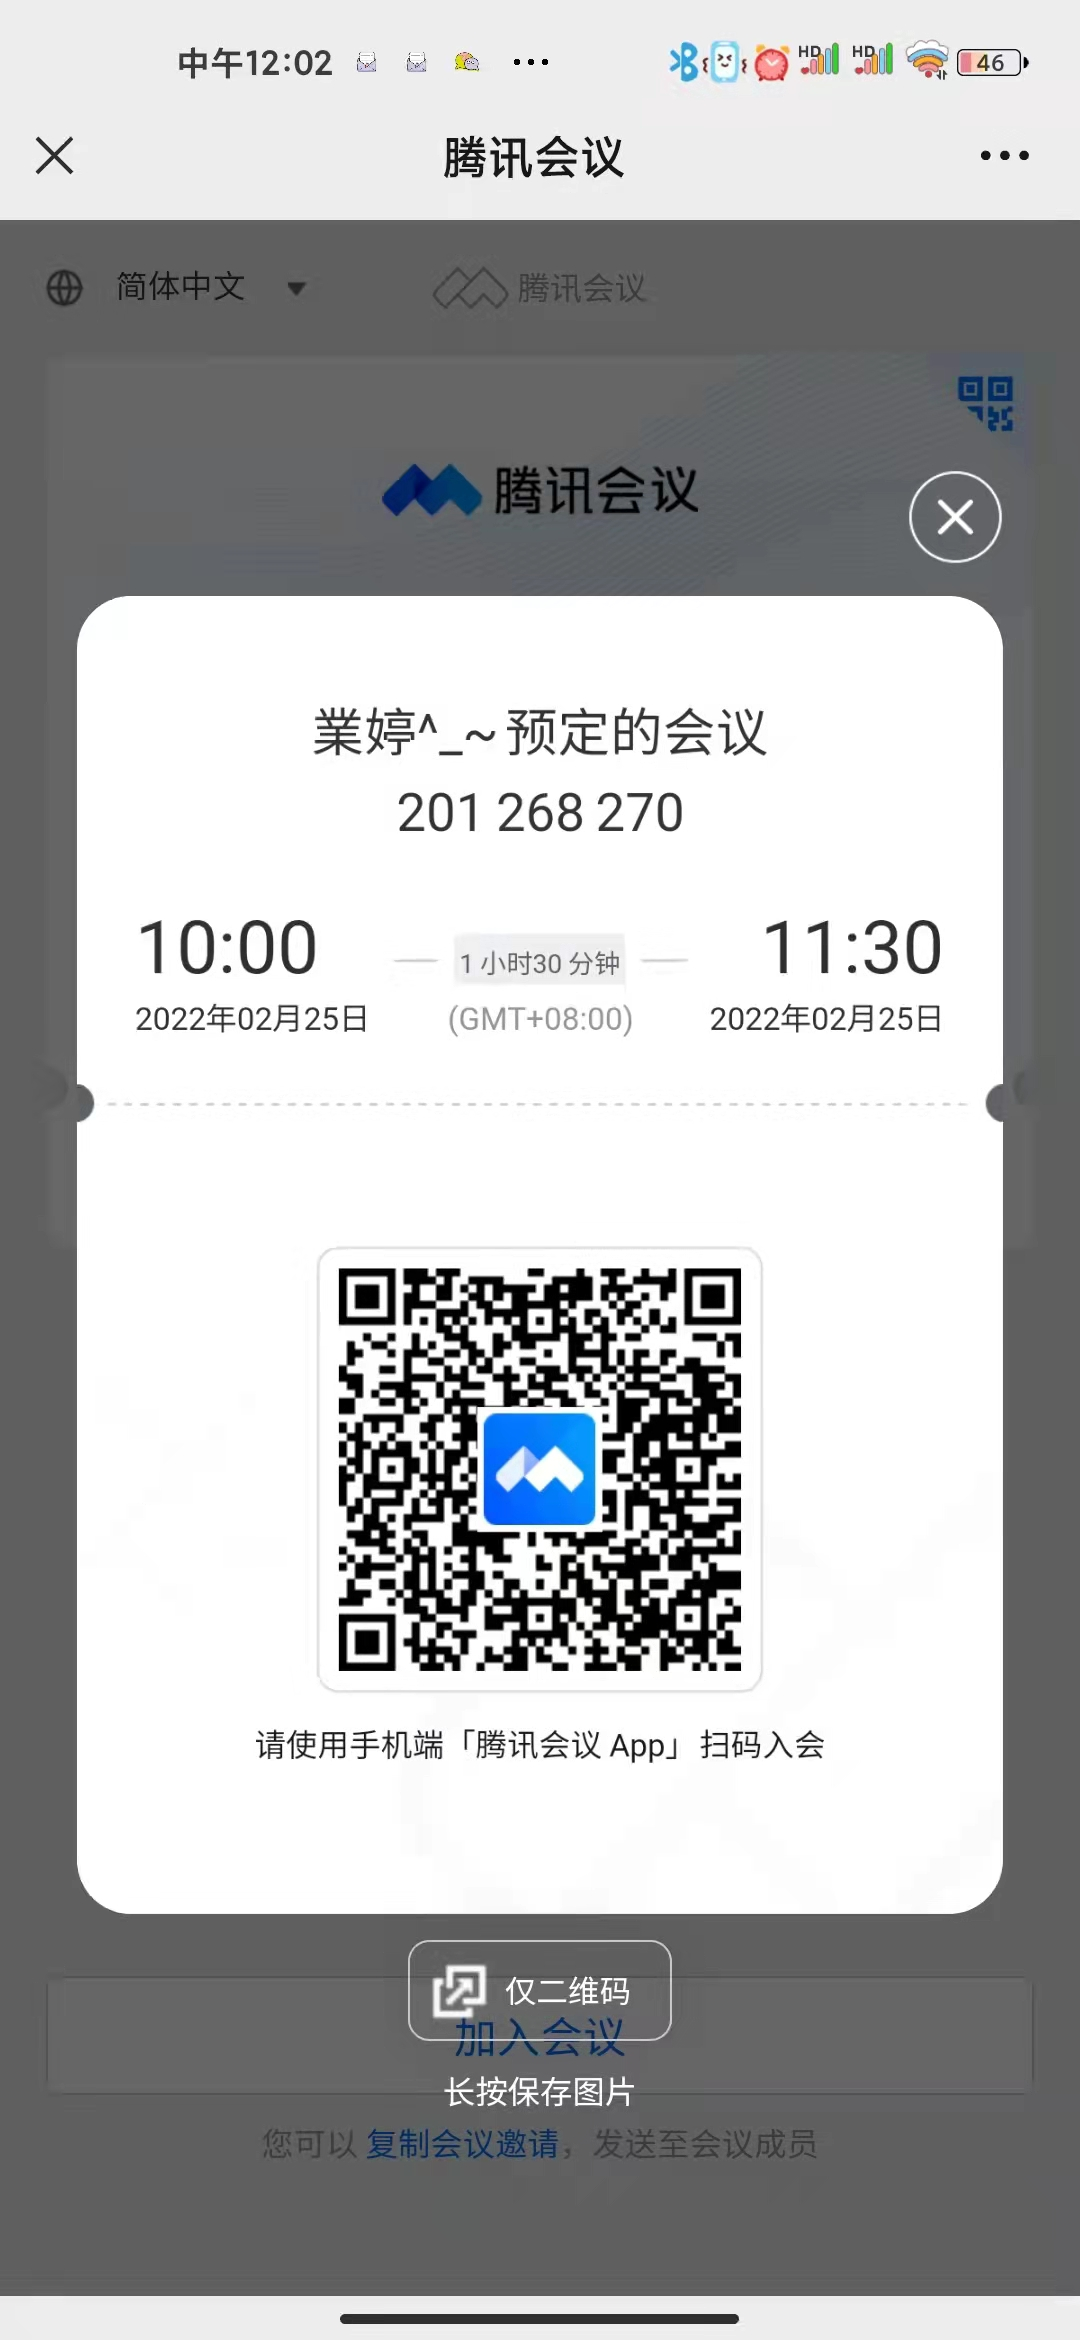 中午12:02
HD HD 46
腾讯会议
简体中文 腾讯会议
腾讯会议
業婷^_~预定的会议
201 268 270
10:00 1 小时30 分钟 11:30
2022年02月25日 (GMT+08:00) 2022年02月25日
请使用手机端「腾讯会议 App」扫码入会
仅二维码
加入会议
长按保存图片
您可以 复制会议邀请，发送至会议成员